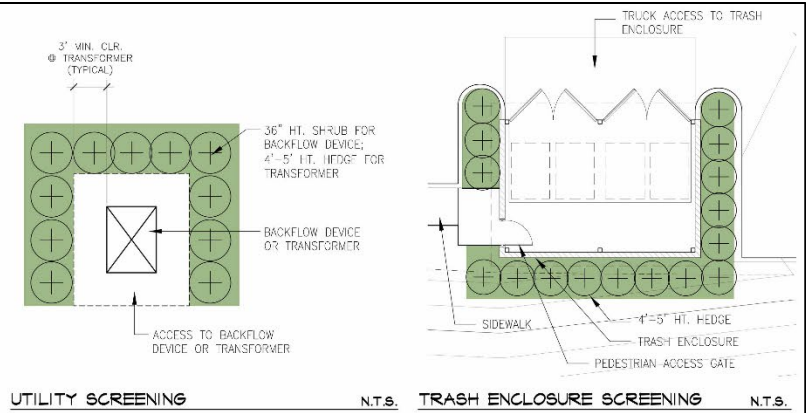 3' MIN. CLR.
@ TRANSFORMER
(TYPICAL)
36" HT. SHRUB FOR
BACKFLOW DEVICE;
4'-5' HT. HEDGE FOR
TRANSFORMER
BACKFLOW DEVICE
OR TRANSFORMER
ACCESS TO BACKFLOW
DEVICE OR TRANSFORMER
UTILITY SCREENING N.T.S.
TRUCK ACCESS TO TRASH
ENCLOSURE
SIDEWALK
4'-5' HT. HEDGE
TRASH ENCLOSURE
PEDESTRIAN ACCESS GATE
TRASH ENCLOSURE SCREENING N.T.S.